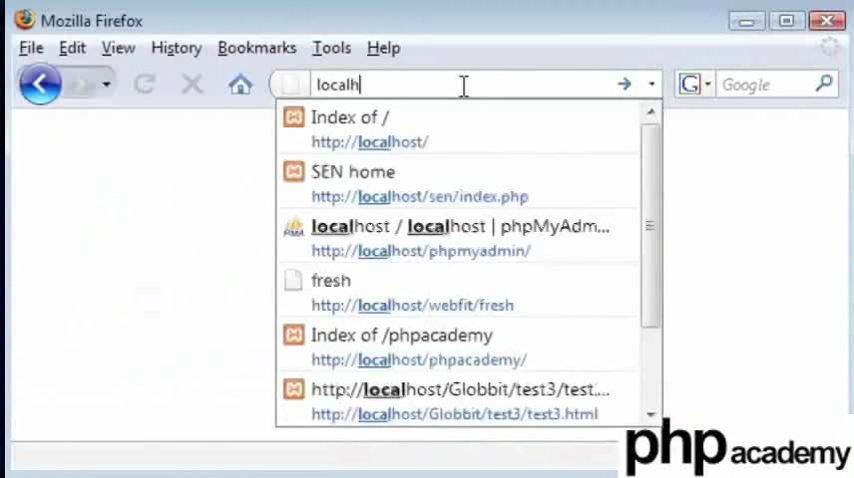 Mozilla Firefox
File Edit View History Bookmarks Tools Help
localh
G Google
Index of /
http://localhost/
SEN home
http://localhost/sen/index.php
PMA localhost / localhost | phpMyAdm...
http://localhost/phpmyadmin/
fresh
http://localhost/webfit/fresh
Index of /phpacademy
http://localhost/phpacademy/
http://localhost/Globbit/test3/test....
http://localhost/Globbit/test3/test3.html
php academy